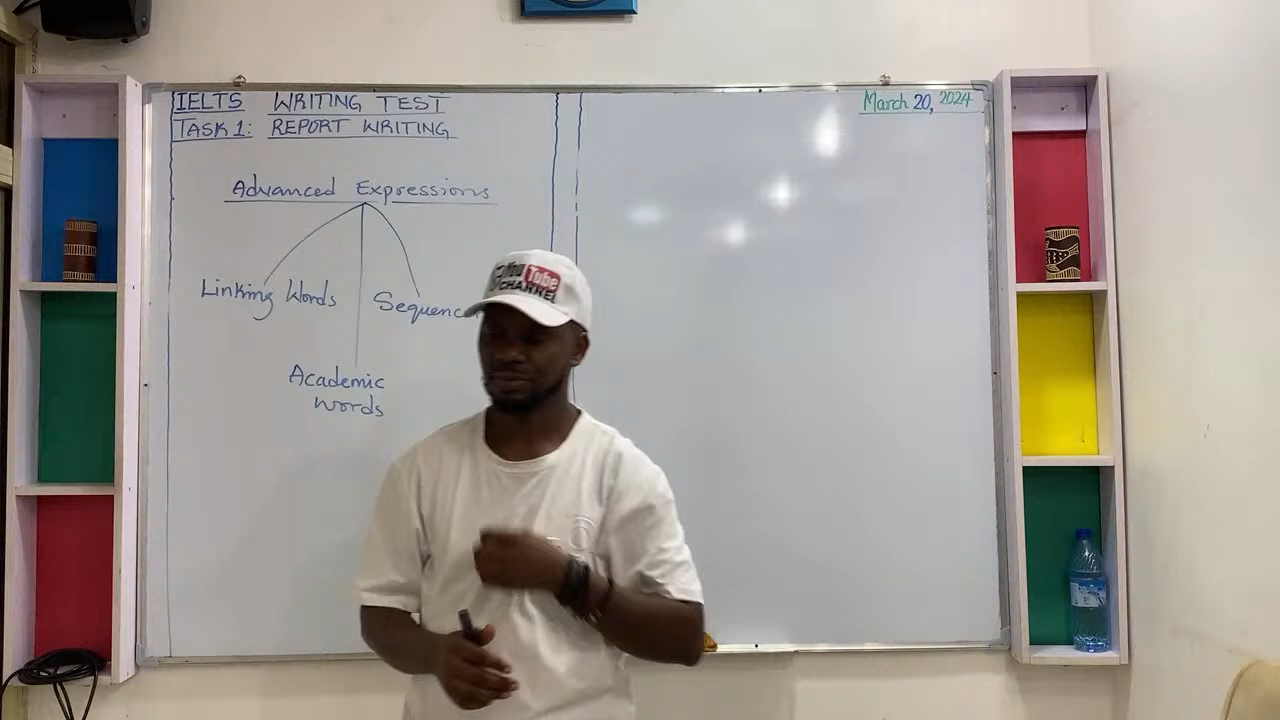 IELTS WRITING TEST
TASK 1: REPORT WRITING
March 20, 2024
Advanced Expressions
Linking Words
Academic
words
YouTube
CHANNEL